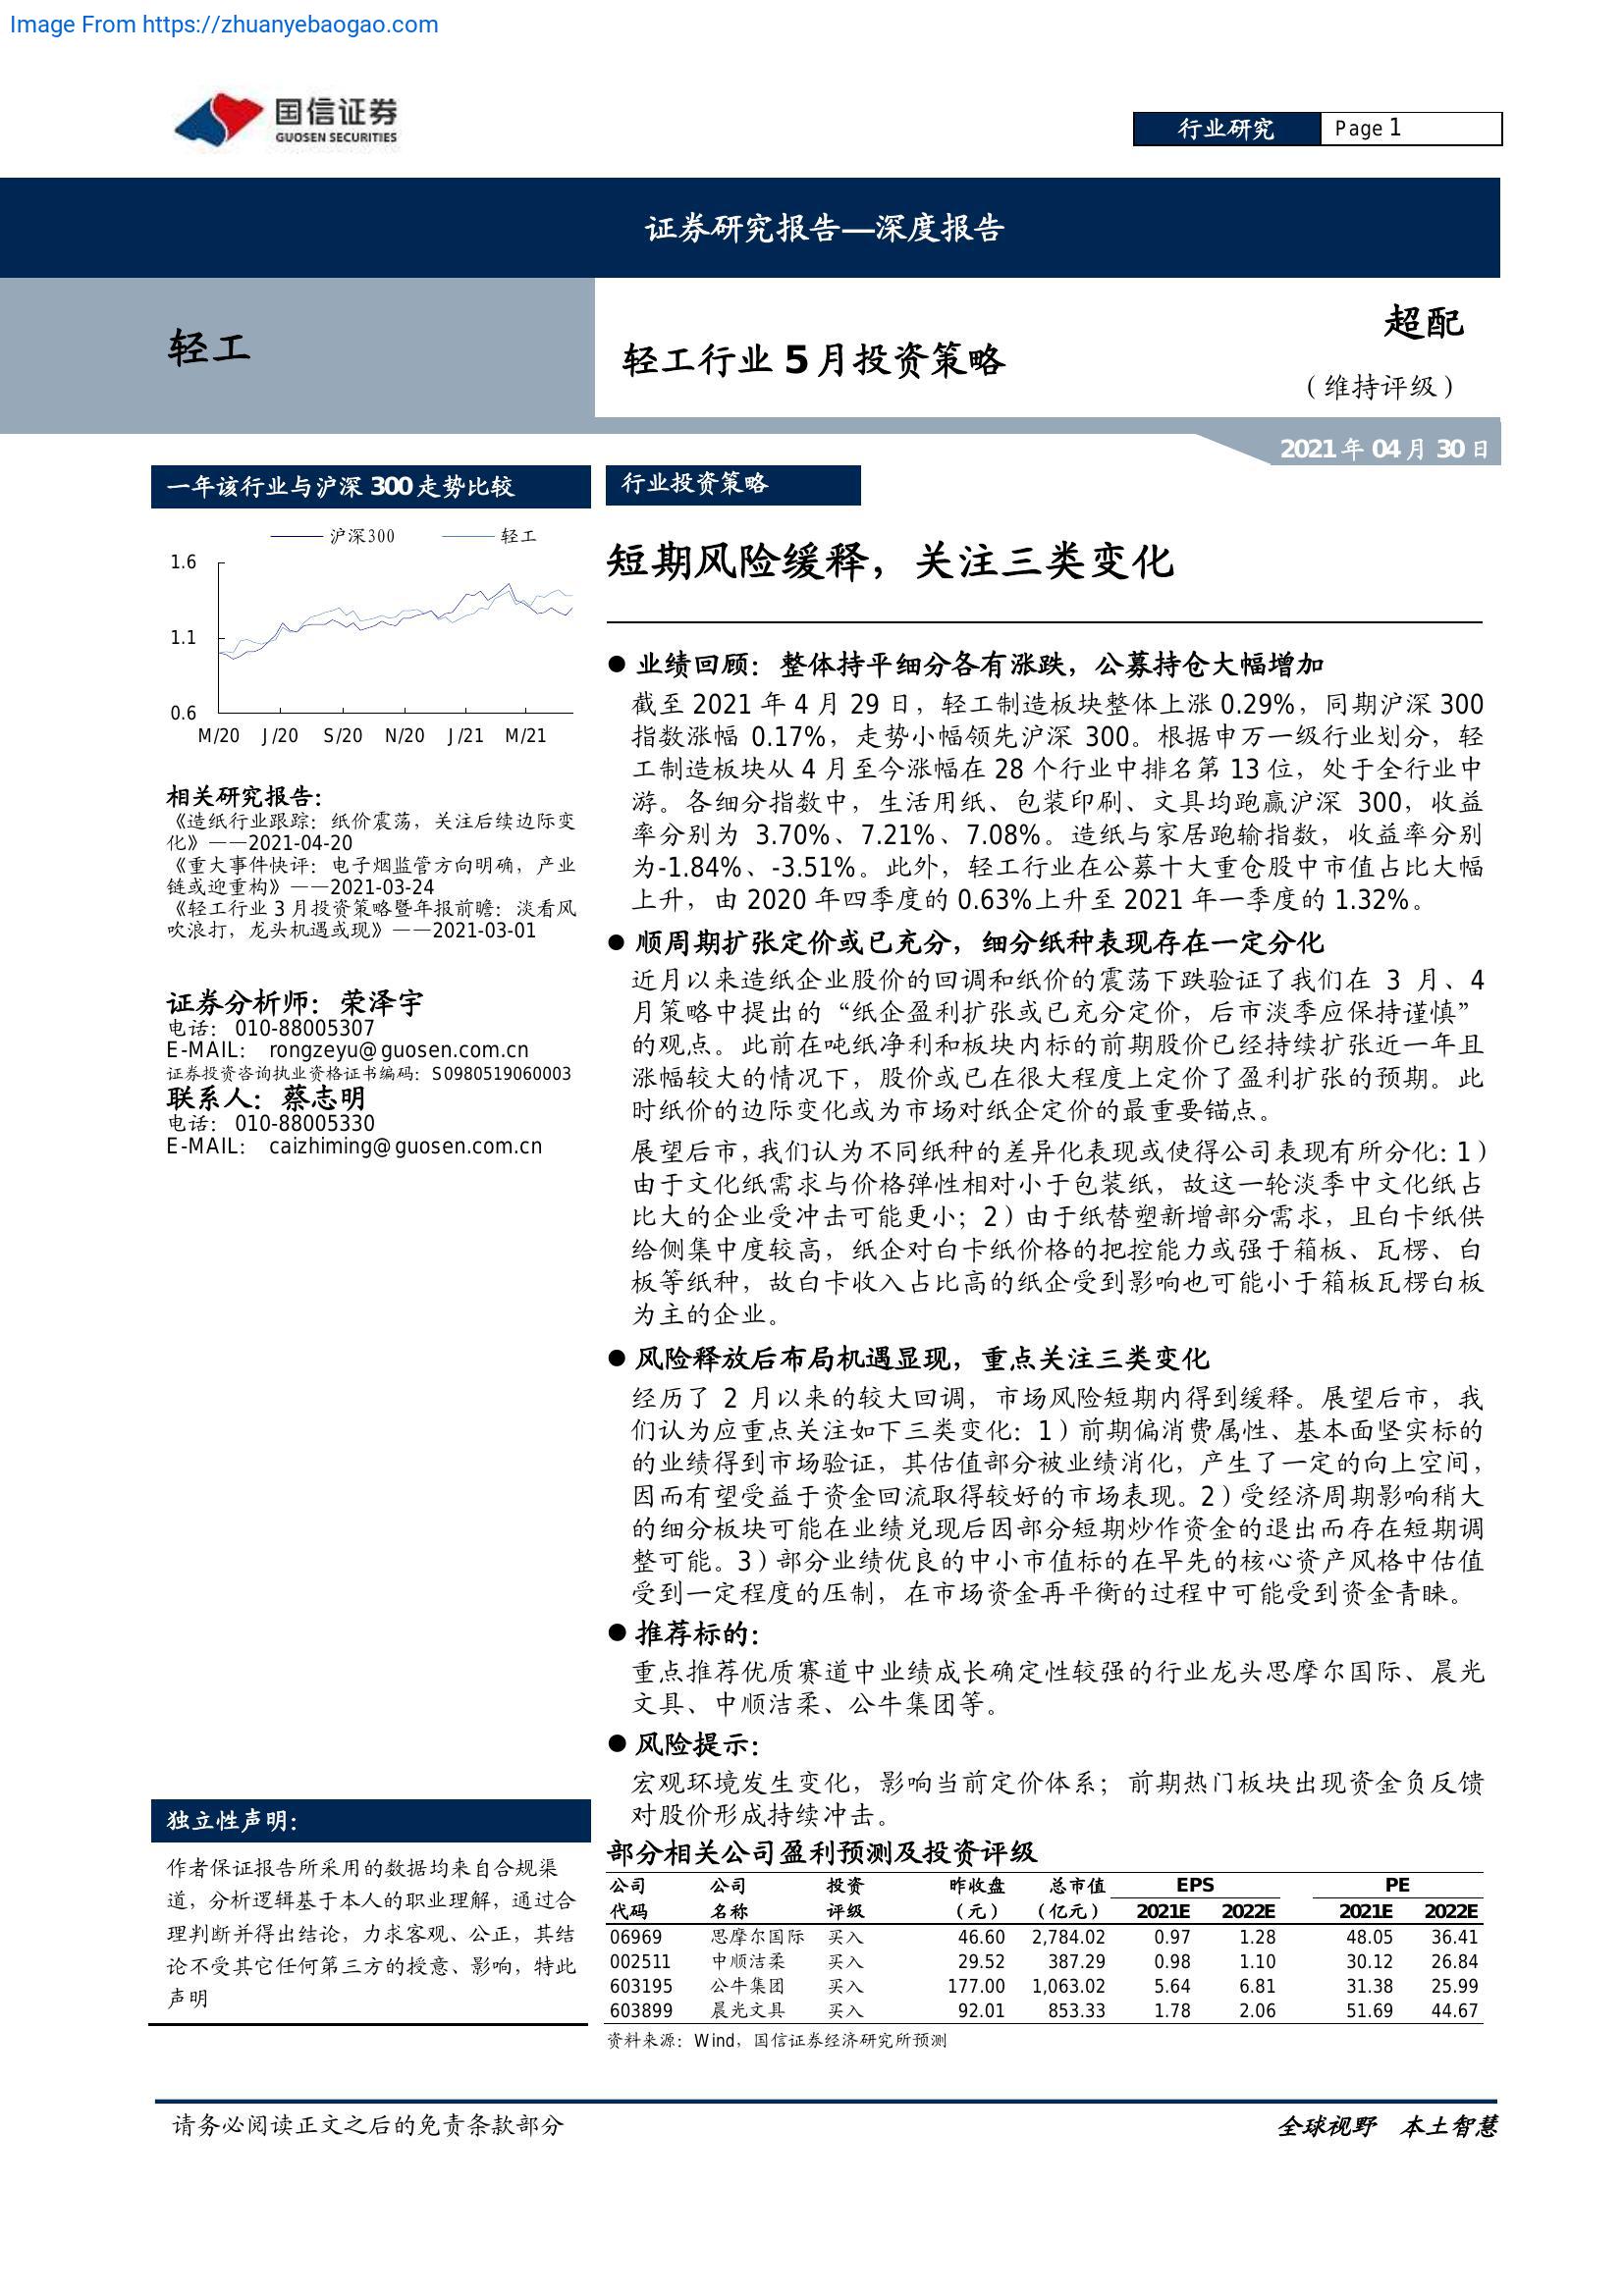 Image From https://zhuanyebaogao.com
国信证券
GUOSEN SECURITIES
行业研究 Page 1
证券研究报告—深度报告
轻工
轻工行业 5 月投资策略
超配
（维持评级）
2021 年 04 月 30 日
一年该行业与沪深 300 走势比较
沪深300 轻工
1.6
1.1
0.6
M/20 J/20 S/20 N/20 J/21 M/21
相关研究报告：
《造纸行业跟踪：纸价震荡，关注后续边际变
化》——2021-04-20
《重大事件快评：电子烟监管方向明确，产业
链或迎重构》——2021-03-24
《轻工行业 3 月投资策略暨年报前瞻：淡看风
吹浪打，龙头机遇或现》——2021-03-01
证券分析师：荣泽宇
电话： 010-88005307
E-MAIL： rongzeyu@guosen.com.cn
证券投资咨询执业资格证书编码：S0980519060003
联系人：蔡志明
电话： 010-88005330
E-MAIL： caizhiming@guosen.com.cn
独立性声明：
作者保证报告所采用的数据均来自合规渠
道，分析逻辑基于本人的职业理解，通过合
理判断并得出结论，力求客观、公正，其结
论不受其它任何第三方的授意、影响，特此
声明
行业投资策略
短期风险缓释，关注三类变化
● 业绩回顾：整体持平细分各有涨跌，公募持仓大幅增加
截至 2021 年 4 月 29 日，轻工制造板块整体上涨 0.29%，同期沪深 300
指数涨幅 0.17%，走势小幅领先沪深 300。根据申万一级行业划分，轻
工制造板块从 4 月至今涨幅在 28 个行业中排名第 13 位，处于全行业中
游。各细分指数中，生活用纸、包装印刷、文具均跑赢沪深 300，收益
率分别为 3.70%、7.21%、7.08%。造纸与家居跑输指数，收益率分别
为-1.84%、-3.51%。此外，轻工行业在公募十大重仓股中市值占比大幅
上升，由 2020 年四季度的 0.63%上升至 2021 年一季度的 1.32%。
● 顺周期扩张定价或已充分，细分纸种表现存在一定分化
近月以来造纸企业股价的回调和纸价的震荡下跌验证了我们在 3 月、4
月策略中提出的“纸企盈利扩张或已充分定价，后市淡季应保持谨慎”
的观点。此前在吨纸净利和板块内标的前期股价已经持续扩张近一年且
涨幅较大的情况下，股价或已在很大程度上定价了盈利扩张的预期。此
时纸价的边际变化或为市场对纸企定价的最重要锚点。
展望后市，我们认为不同纸种的差异化表现或使得公司表现有所分化：1）
由于文化纸需求与价格弹性相对小于包装纸，故这一轮淡季中文化纸占
比大的企业受冲击可能更小；2）由于纸替塑新增部分需求，且白卡纸供
给侧集中度较高，纸企对白卡纸价格的把控能力或强于箱板、瓦楞、白
板等纸种，故白卡收入占比高的纸企受到影响也可能小于箱板瓦楞白板
为主的企业。
● 风险释放后布局机遇显现，重点关注三类变化
经历了 2 月以来的较大回调，市场风险短期内得到缓释。展望后市，我
们认为应重点关注如下三类变化：1）前期偏消费属性、基本面坚实标的
的业绩得到市场验证，其估值部分被业绩消化，产生了一定的向上空间，
因而有望受益于资金回流取得较好的市场表现。2）受经济周期影响稍大
的细分板块可能在业绩兑现后因部分短期炒作资金的退出而存在短期调
整可能。3）部分业绩优良的中小市值标的在早先的核心资产风格中估值
受到一定程度的压制，在市场资金再平衡的过程中可能受到资金青睐。
● 推荐标的：
重点推荐优质赛道中业绩成长确定性较强的行业龙头思摩尔国际、晨光
文具、中顺洁柔、公牛集团等。
● 风险提示：
宏观环境发生变化，影响当前定价体系；前期热门板块出现资金负反馈
对股价形成持续冲击。
部分相关公司盈利预测及投资评级
公司 公司 投资 昨收盘 总市值 EPS PE
代码 名称 评级 （元） （亿元） 2021E 2022E 2021E 2022E
06969 思摩尔国际 买入 46.60 2,784.02 0.97 1.28 48.05 36.41
002511 中顺洁柔 买入 29.52 387.29 0.98 1.10 30.12 26.84
603195 公牛集团 买入 177.00 1,063.02 5.64 6.81 31.38 25.99
603899 晨光文具 买入 92.01 853.33 1.78 2.06 51.69 44.67
资料来源：Wind，国信证券经济研究所预测
请务必阅读正文之后的免责条款部分
全球视野 本土智慧